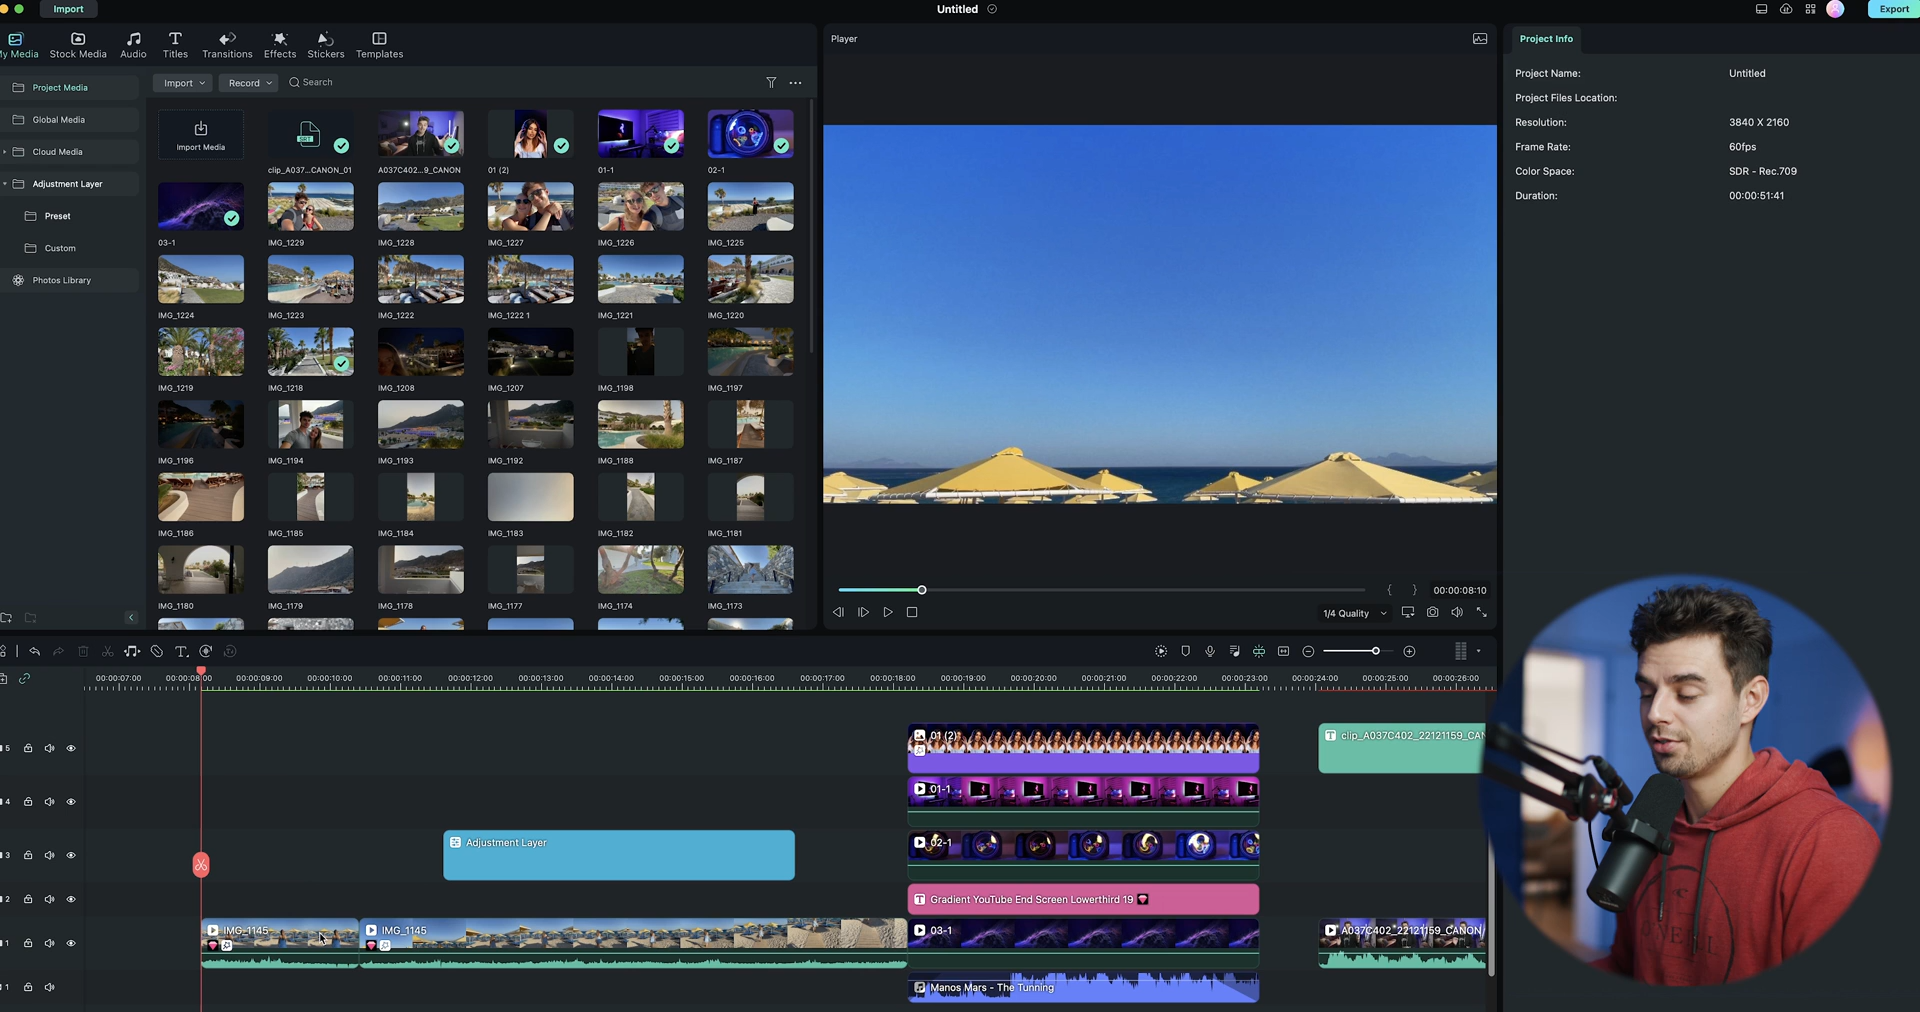 Import
Untitled
Export
My Media
Stock Media
Audio
Titles
Transitions
Effects
Stickers
Templates
Project Media
Global Media
Cloud Media
Adjustment Layer
Preset
Custom
Photos Library
Import
Record
Search
Import Media
clip_A037...CANON_01
A037C402...9_CANON
01 (2)
01-1
02-1
03-1
IMG_1229
IMG_1228
IMG_1227
IMG_1226
IMG_1225
IMG_1224
IMG_1223
IMG_1222
IMG_1222 1
IMG_1221
IMG_1220
IMG_1219
IMG_1218
IMG_1208
IMG_1207
IMG_1198
IMG_1197
IMG_1196
IMG_1194
IMG_1193
IMG_1192
IMG_1188
IMG_1187
IMG_1186
IMG_1185
IMG_1184
IMG_1183
IMG_1182
IMG_1181
IMG_1180
IMG_1179
IMG_1178
IMG_1177
IMG_1174
IMG_1173
Player
{ } 00:00:08:10
1/4 Quality
Project Info
Project Name: Untitled
Project Files Location:
Resolution: 3840 X 2160
Frame Rate: 60fps
Color Space: SDR - Rec.709
Duration: 00:00:51:41
00:00:07:00 00:00:08:00 00:00:09:00 00:00:10:00 00:00:11:00 00:00:12:00 00:00:13:00 00:00:14:00 00:00:15:00 00:00:16:00 00:00:17:00 00:00:18:00 00:00:19:00 00:00:20:00 00:00:21:00 00:00:22:00 00:00:23:00 00:00:24:00 00:00:25:00 00:00:26:00
5
01 (2)
clip_A037C402_22121159_CAN
4
01-1
3
Adjustment Layer
02-1
2
Gradient YouTube End Screen Lowerthird 19
1
IMG_1145
IMG_1145
03-1
A037C402_22121159_CANON
1
Manos Mars - The Tunning